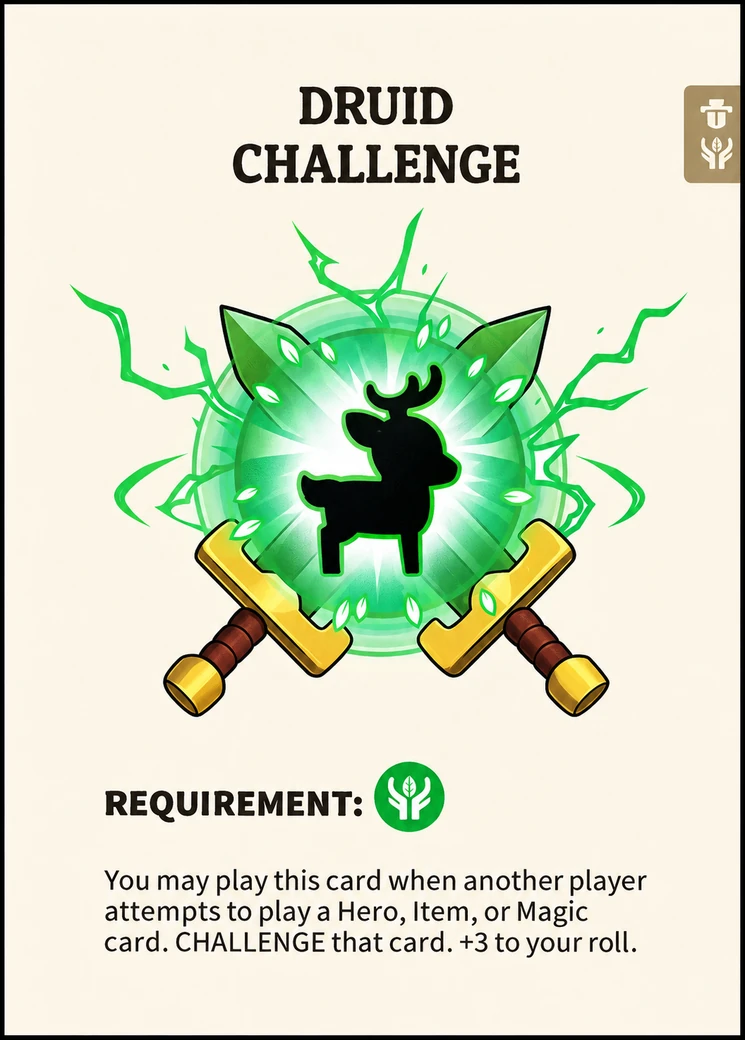 DRUID
CHALLENGE
REQUIREMENT:
You may play this card when another player
attempts to play a Hero, Item, or Magic
card. CHALLENGE that card. +3 to your roll.